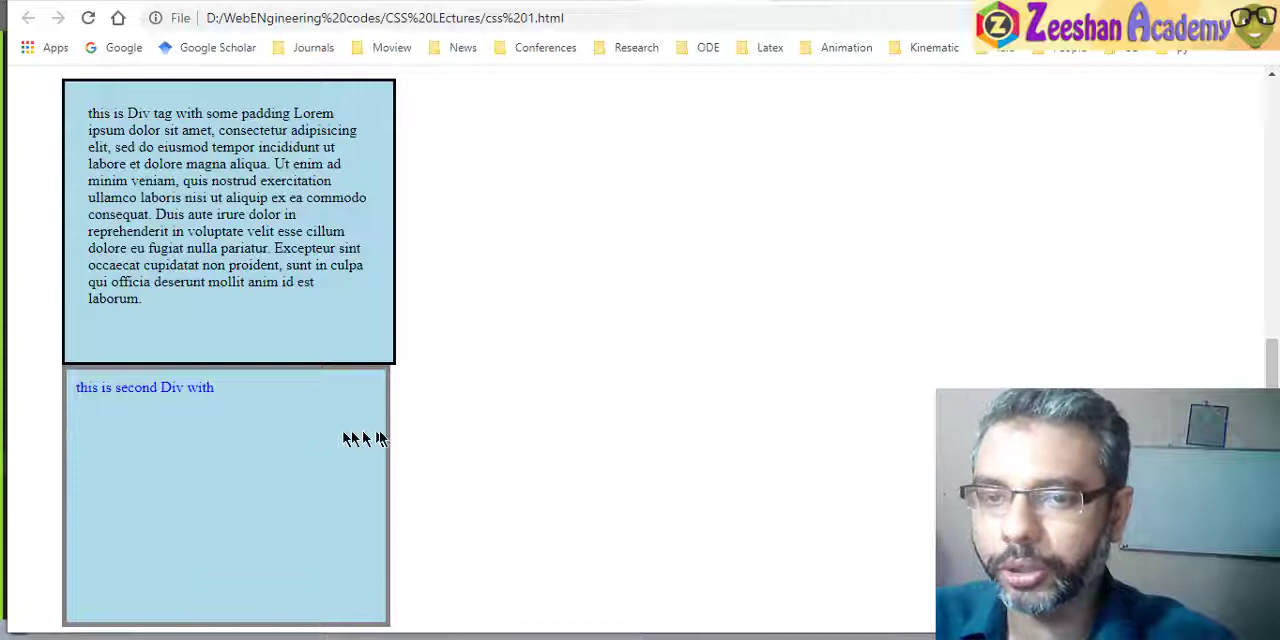 File D:/WebENgineering%20codes/CSS%20LEctures/css%201.html
Zeeshan Academy
Apps Google Google Scholar Journals Moview News Conferences Research ODE Latex Animation Kinematic
this is Div tag with some padding Lorem
ipsum dolor sit amet, consectetur adipisicing
elit, sed do eiusmod tempor incididunt ut
labore et dolore magna aliqua. Ut enim ad
minim veniam, quis nostrud exercitation
ullamco laboris nisi ut aliquip ex ea commodo
consequat. Duis aute irure dolor in
reprehenderit in voluptate velit esse cillum
dolore eu fugiat nulla pariatur. Excepteur sint
occaecat cupidatat non proident, sunt in culpa
qui officia deserunt mollit anim id est
laborum.
this is second Div with